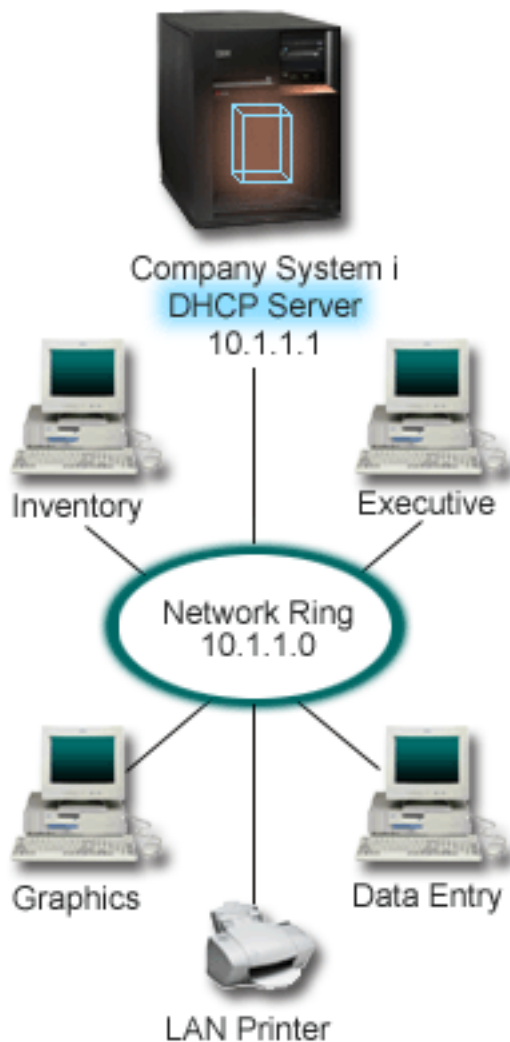 Company System i
DHCP Server
10.1.1.1
Inventory
Executive
Network Ring
10.1.1.0
Graphics
Data Entry
LAN Printer